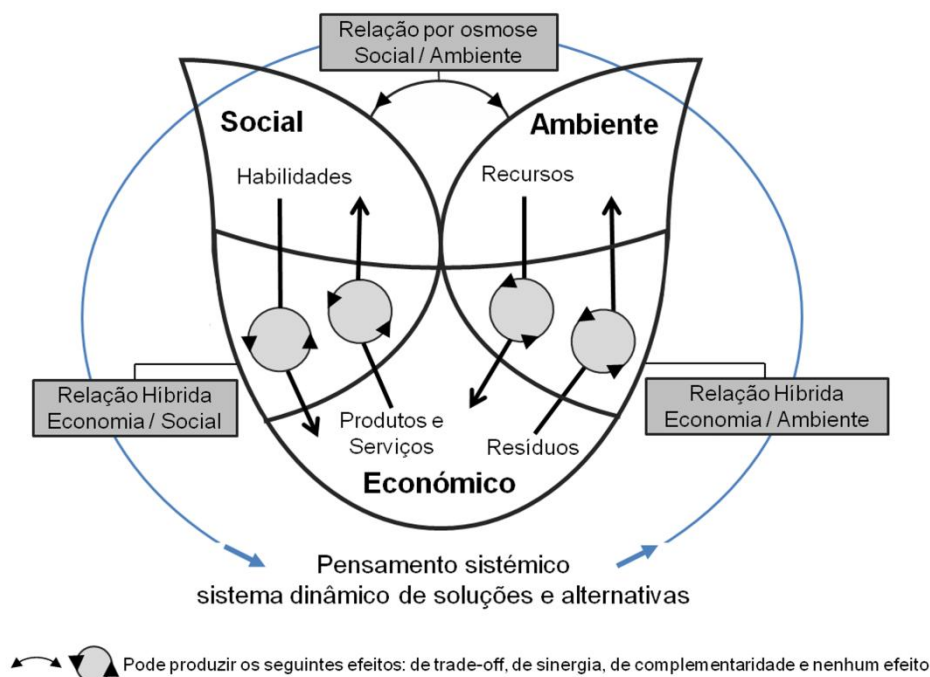 Relação por osmose
Social / Ambiente
Social
Ambiente
Habilidades
Recursos
Relação Híbrida
Economia / Social
Relação Híbrida
Economia / Ambiente
Produtos e
Serviços
Resíduos
Económico
Pensamento sistémico
sistema dinâmico de soluções e alternativas
Pode produzir os seguintes efeitos: de trade-off, de sinergia, de complementaridade e nenhum efeito